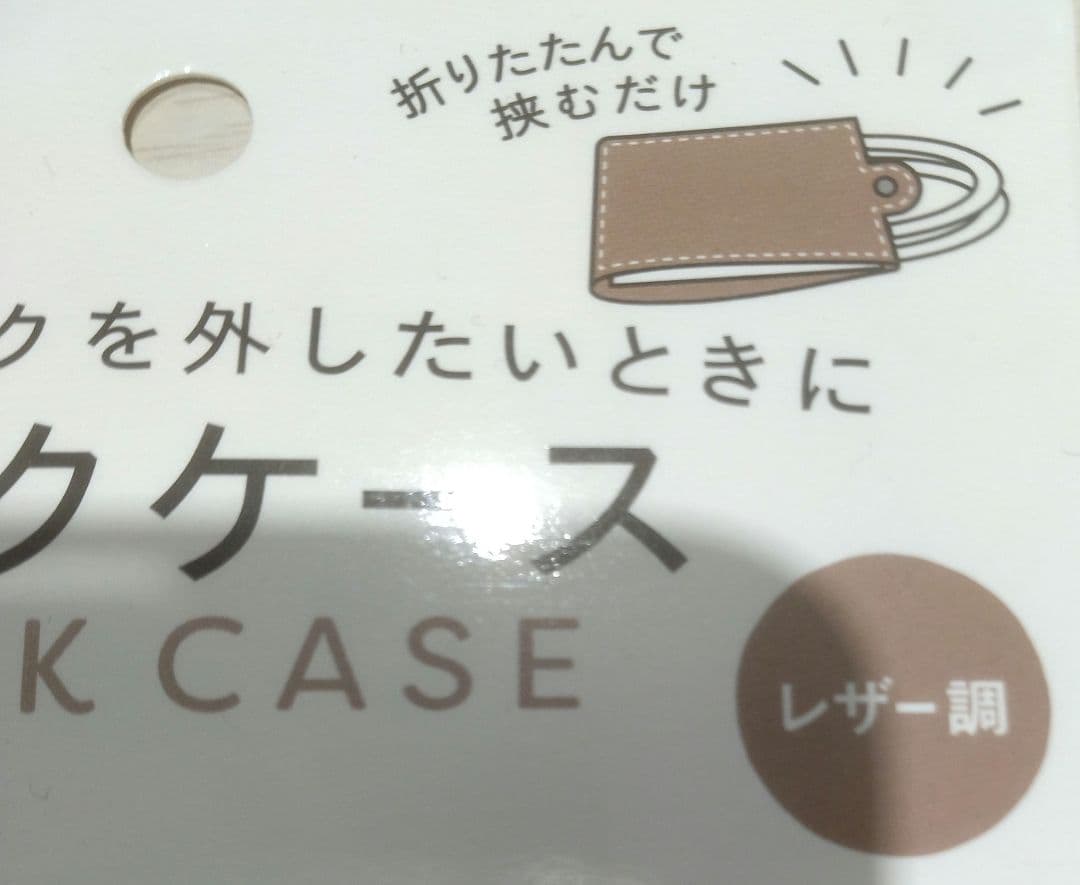 折りたたんで
挟むだけ
クを外したいときに
クケース
K CASE
レザー調